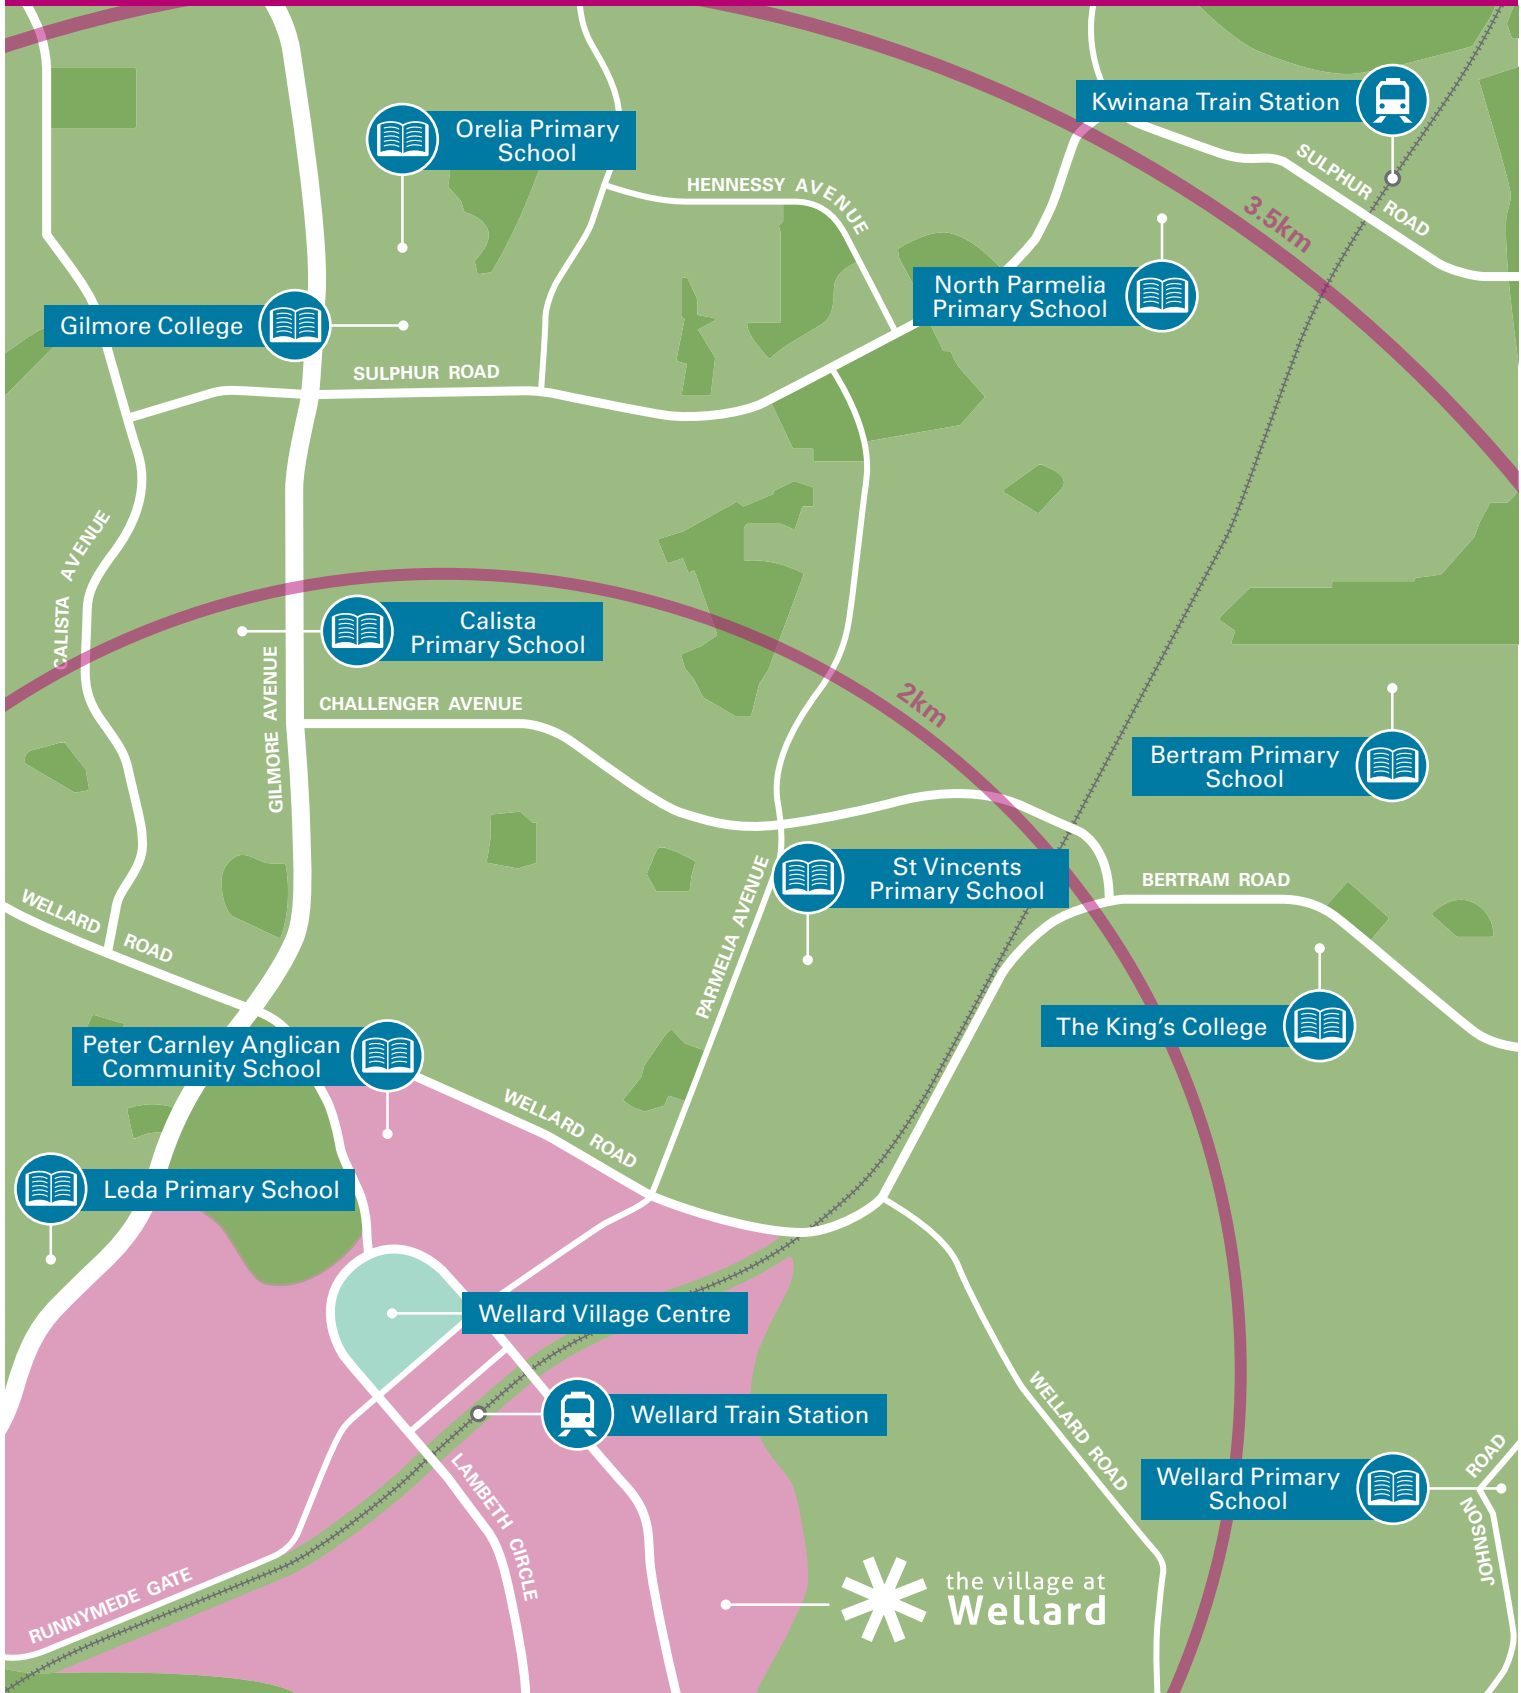 Kwinana Train Station
Orelia Primary
School
SULPHUR ROAD
HENNESSY AVENUE
3.5km
North Parmelia
Primary School
Gilmore College
SULPHUR ROAD
CALISTA AVENUE
Calista
Primary School
GILMORE AVENUE
CHALLENGER AVENUE
2km
Bertram Primary
School
St Vincents
Primary School
BERTRAM ROAD
PARMELIA AVENUE
WELLARD ROAD
The King's College
Peter Carnley Anglican
Community School
WELLARD ROAD
Leda Primary School
Wellard Village Centre
Wellard Train Station
WELLARD ROAD
LAMBETH CIRCLE
Wellard Primary
School
JOHNSON ROAD
RUNNYMEDE GATE
the village at
Wellard